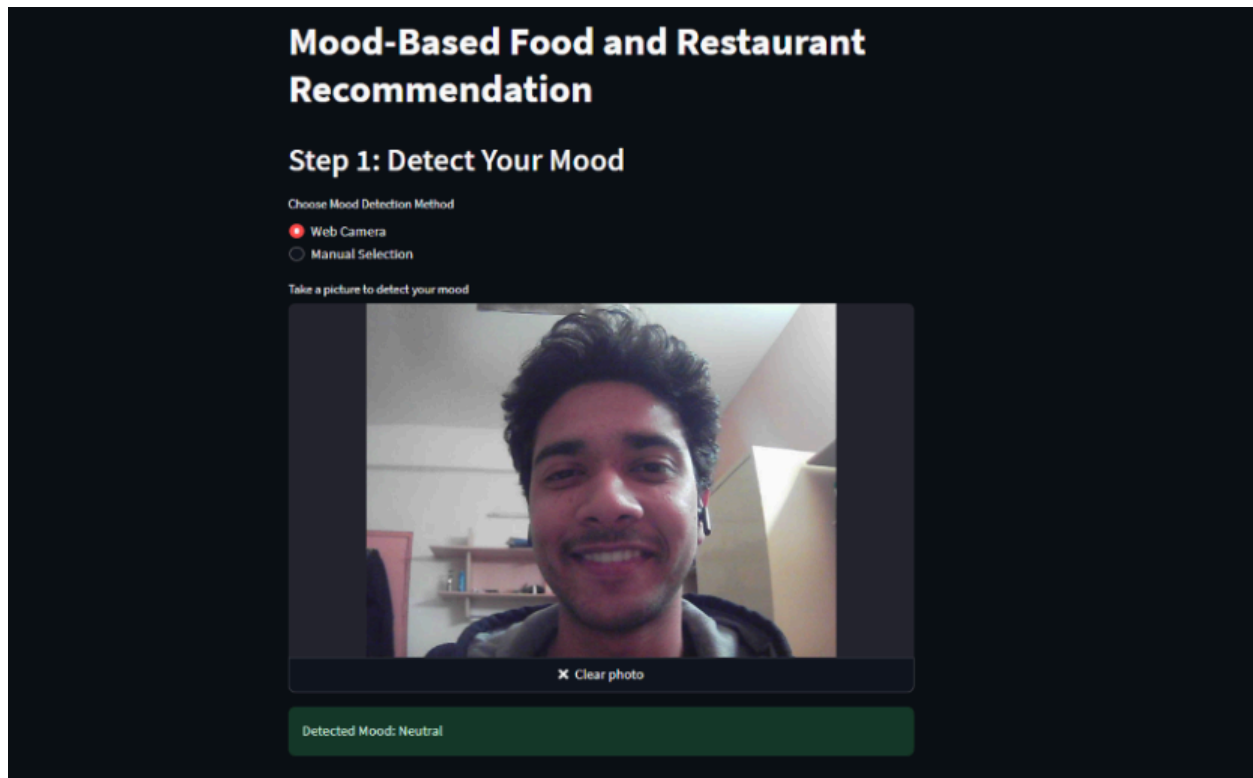 Mood-Based Food and Restaurant
Recommendation
Step 1: Detect Your Mood
Choose Mood Detection Method
Web Camera
Manual Selection
Take a picture to detect your mood
Clear photo
Detected Mood: Neutral